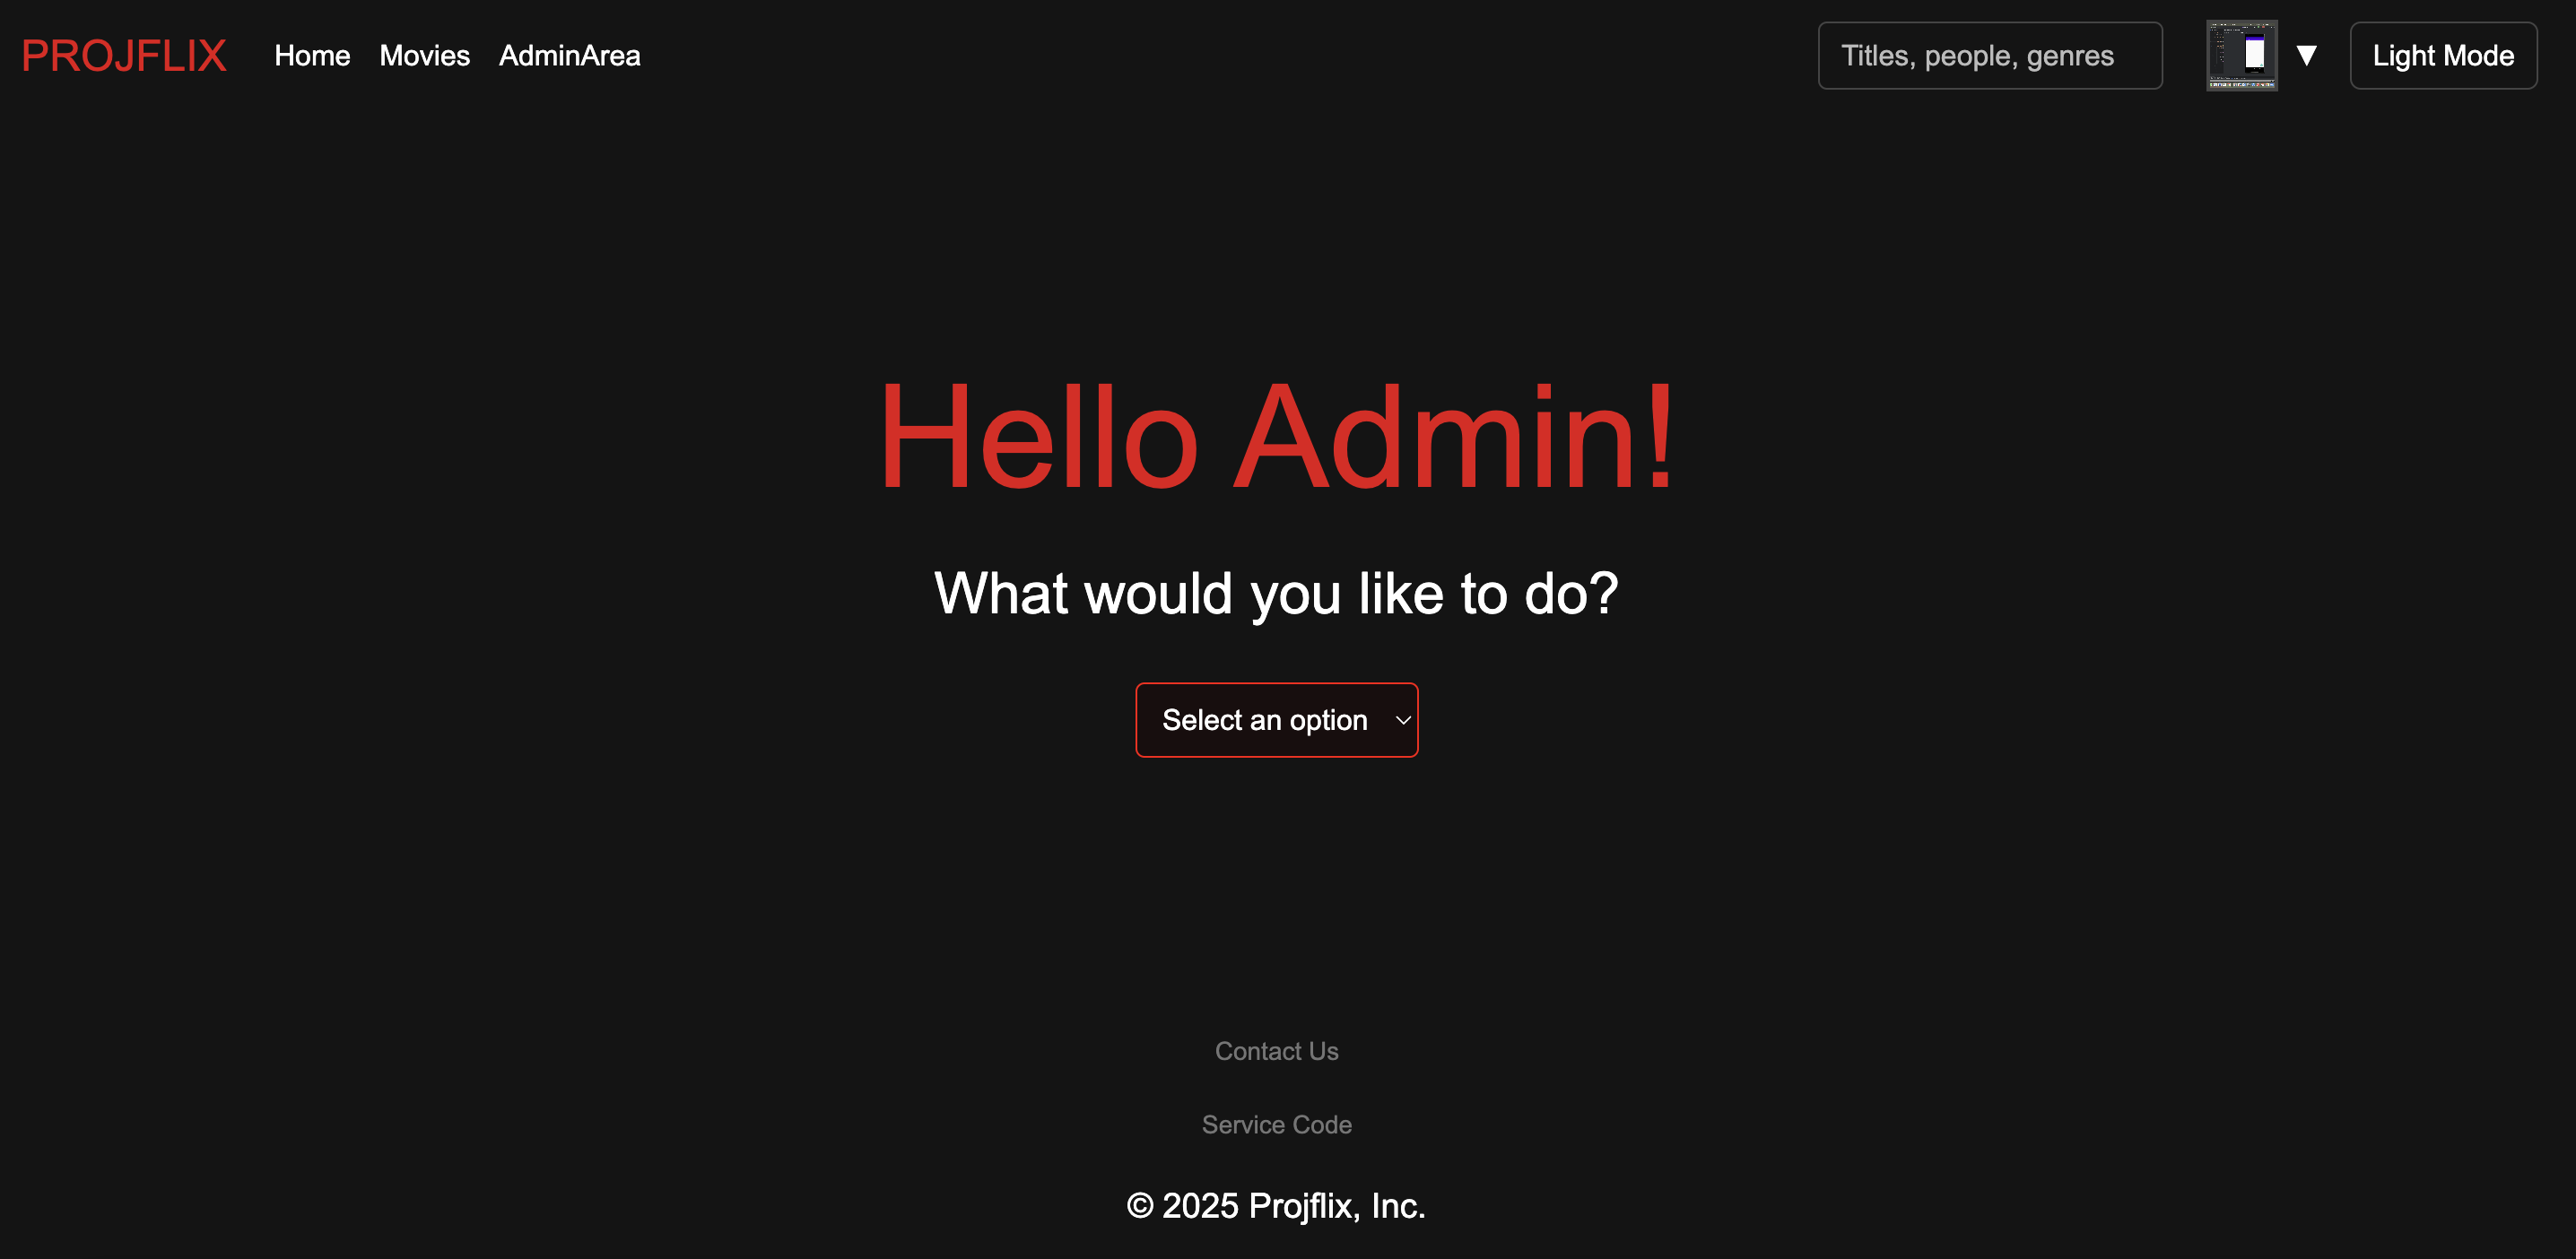 PROJFLIX Home Movies AdminArea Titles, people, genres ▼ Light Mode
Hello Admin!
What would you like to do?
Select an option
Contact Us
Service Code
© 2025 Projflix, Inc.